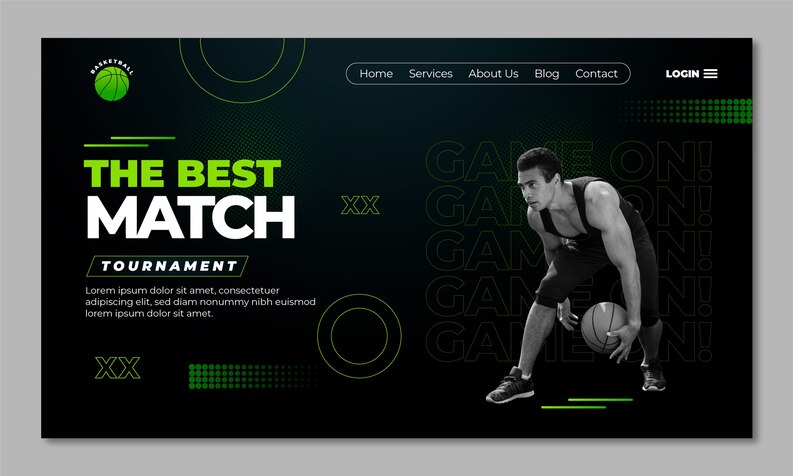 BASKETBALL
Home Services About Us Blog Contact
LOGIN
THE BEST
MATCH
TOURNAMENT
Lorem ipsum dolor sit amet, consectetuer
adipiscing elit, sed diam nonummy nibh euismod
lorem ipsum dolor sit amet.
XX
XX
GAME ON!
GAME ON!
GAME ON!
GAME ON!
GAME ON!